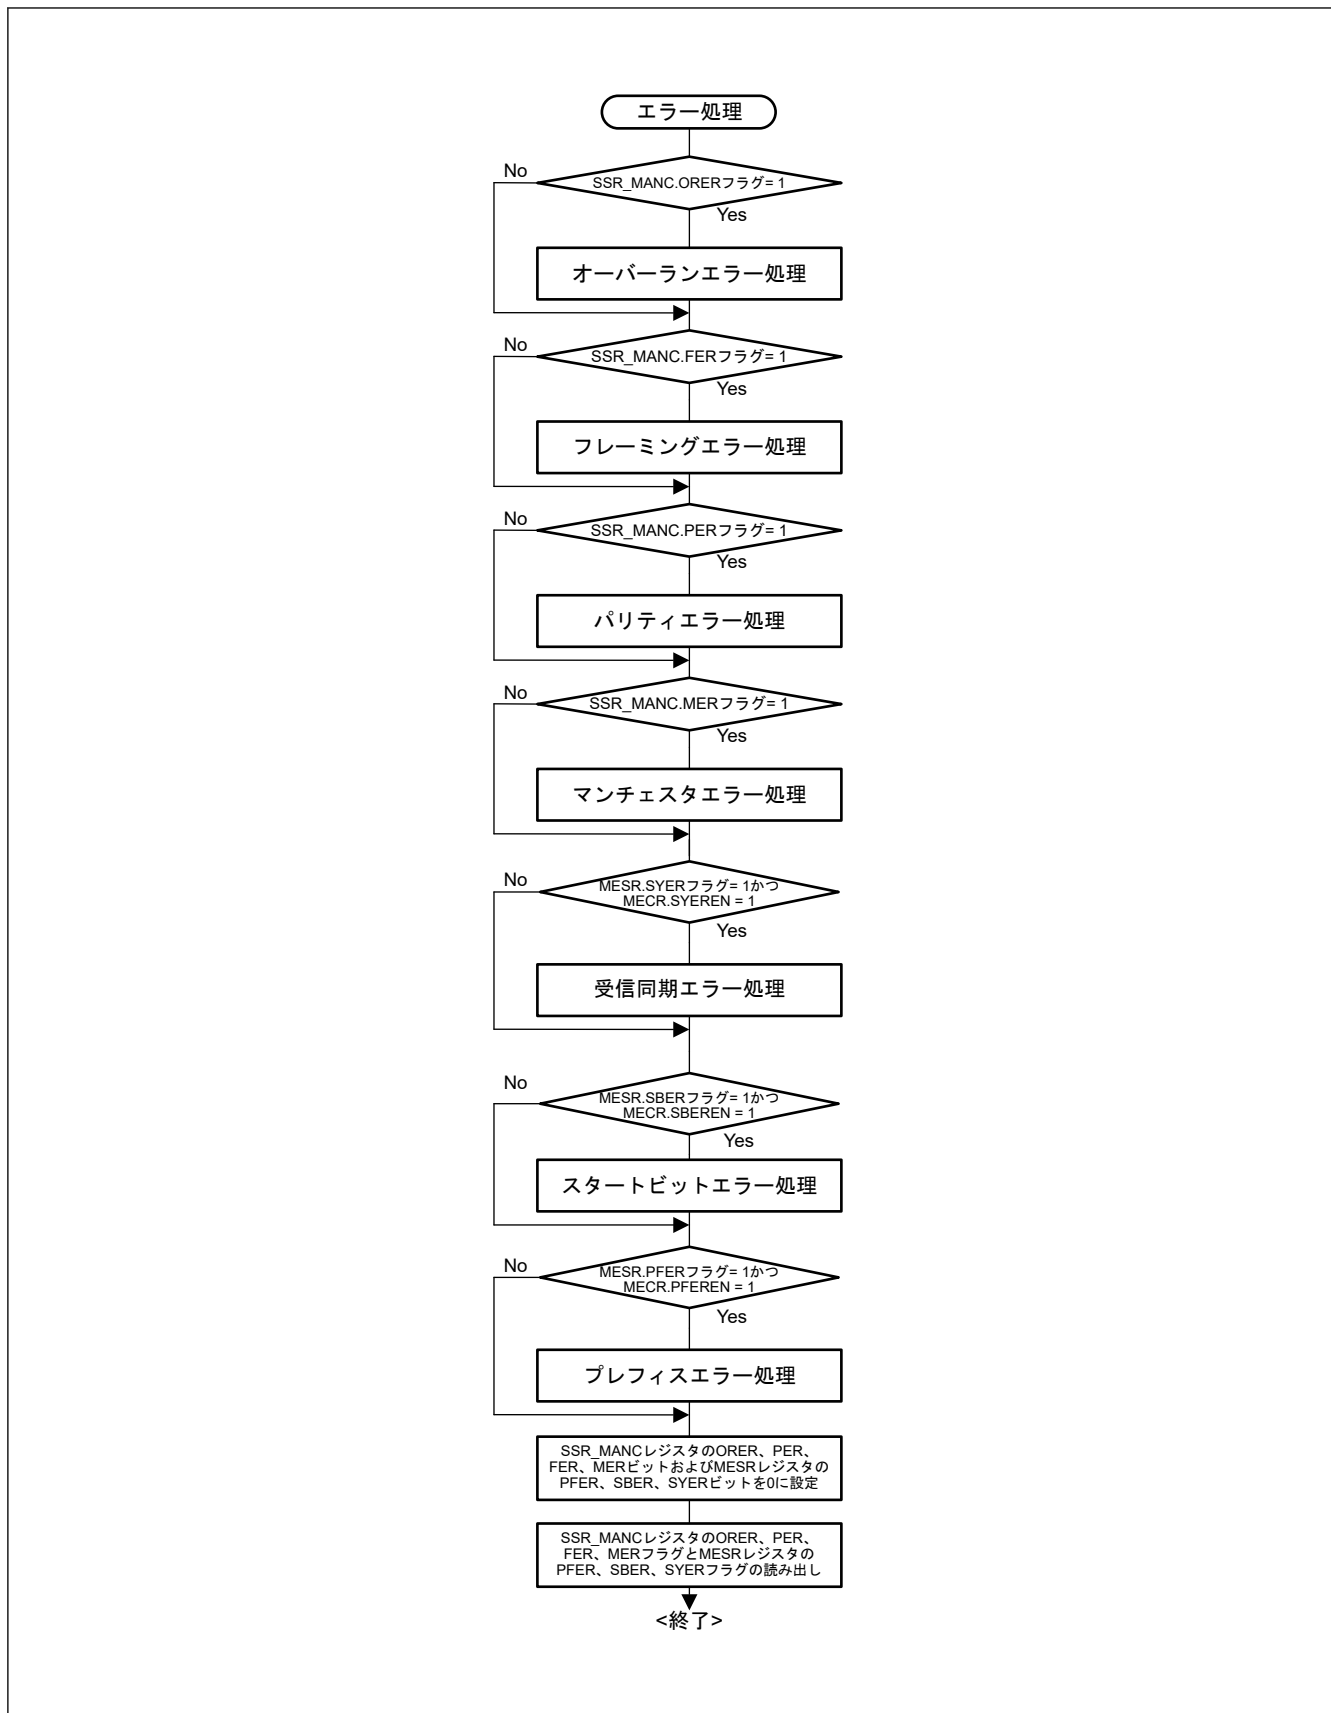 エラー処理
No
SSR_MANC.ORERフラグ= 1
Yes
オーバーランエラー処理
No
SSR_MANC.FERフラグ= 1
Yes
フレーミングエラー処理
No
SSR_MANC.PERフラグ= 1
Yes
パリティエラー処理
No
SSR_MANC.MERフラグ= 1
Yes
マンチェスタエラー処理
No
MESR.SYERフラグ= 1かつ
MECR.SYEREN = 1
Yes
受信同期エラー処理
No
MESR.SBERフラグ= 1かつ
MECR.SBEREN = 1
Yes
スタートビットエラー処理
No
MESR.PFERフラグ= 1かつ
MECR.PFEREN = 1
Yes
プレフィスエラー処理
SSR_MANCレジスタのORER、PER、
FER、MERビットおよびMESRレジスタの
PFER、SBER、SYERビットを0に設定
SSR_MANCレジスタのORER、PER、
FER、MERフラグとMESRレジスタの
PFER、SBER、SYERフラグの読み出し
<終了>